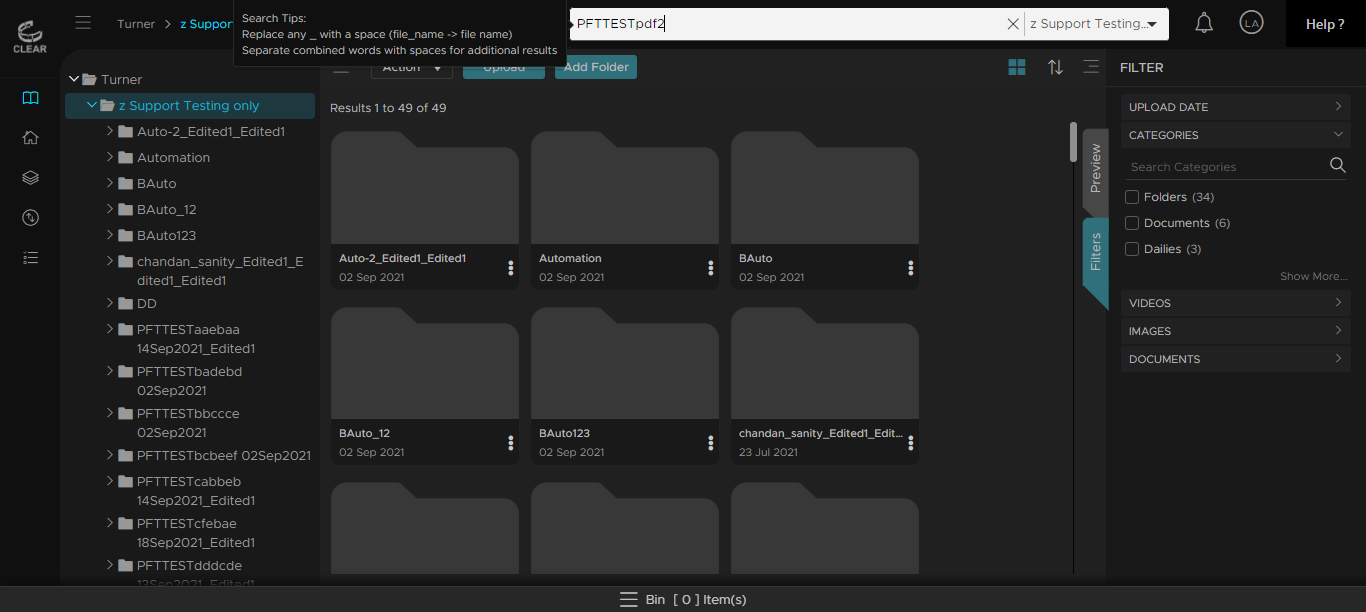 CLEAR
Turner
z Suppor
Search Tips:
Replace any _ with a space (file_name -> file name)
Separate combined words with spaces for additional results
PFTTESTpdf2
z Support Testing...
LA
Help ?
Turner
z Support Testing only
Auto-2_Edited1_Edited1
Automation
BAuto
BAuto_12
BAuto123
chandan_sanity_Edited1_E
dited1_Edited1
DD
PFTTESTaaebaa
14Sep2021_Edited1
PFTTESTbadebd
02Sep2021
PFTTESTbbccce
02Sep2021
PFTTESTbcbeef 02Sep2021
PFTTESTcabbeb
14Sep2021_Edited1
PFTTESTcfebae
18Sep2021_Edited1
PFTTESTdddcde
13Sep2021_Edited1
Action
Upload
Add Folder
Results 1 to 49 of 49
Auto-2_Edited1_Edited1
02 Sep 2021
Automation
02 Sep 2021
BAuto
02 Sep 2021
BAuto_12
02 Sep 2021
BAuto123
02 Sep 2021
chandan_sanity_Edited1_Edit...
23 Jul 2021
Preview
Filters
FILTER
UPLOAD DATE
CATEGORIES
Search Categories
Folders (34)
Documents (6)
Dailies (3)
Show More...
VIDEOS
IMAGES
DOCUMENTS
Bin [ 0 ] Item(s)